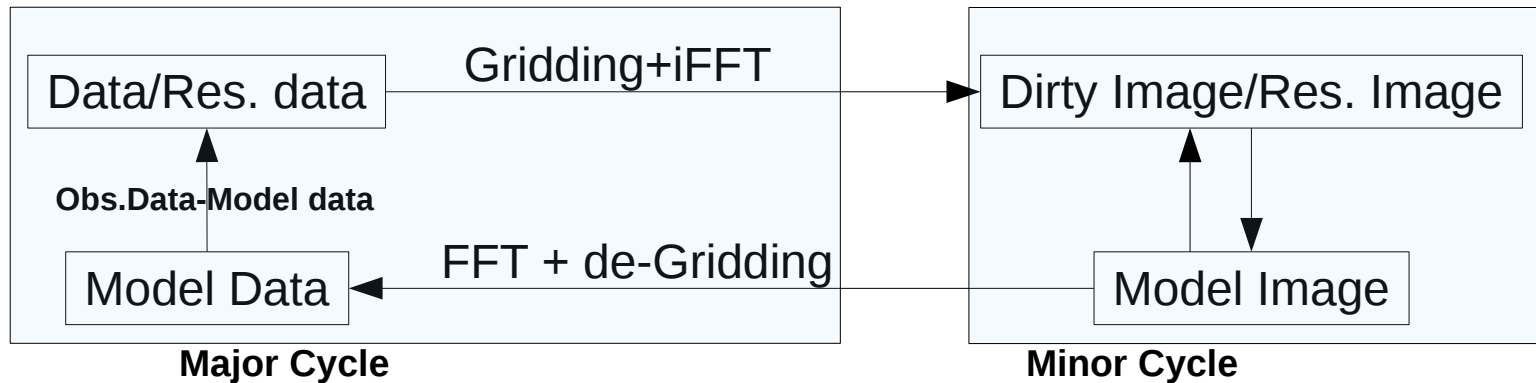 Gridding+iFFT
Data/Res. data
Dirty Image/Res. Image
Obs.Data-Model data
FFT + de-Gridding
Model Data
Model Image
Major Cycle
Minor Cycle